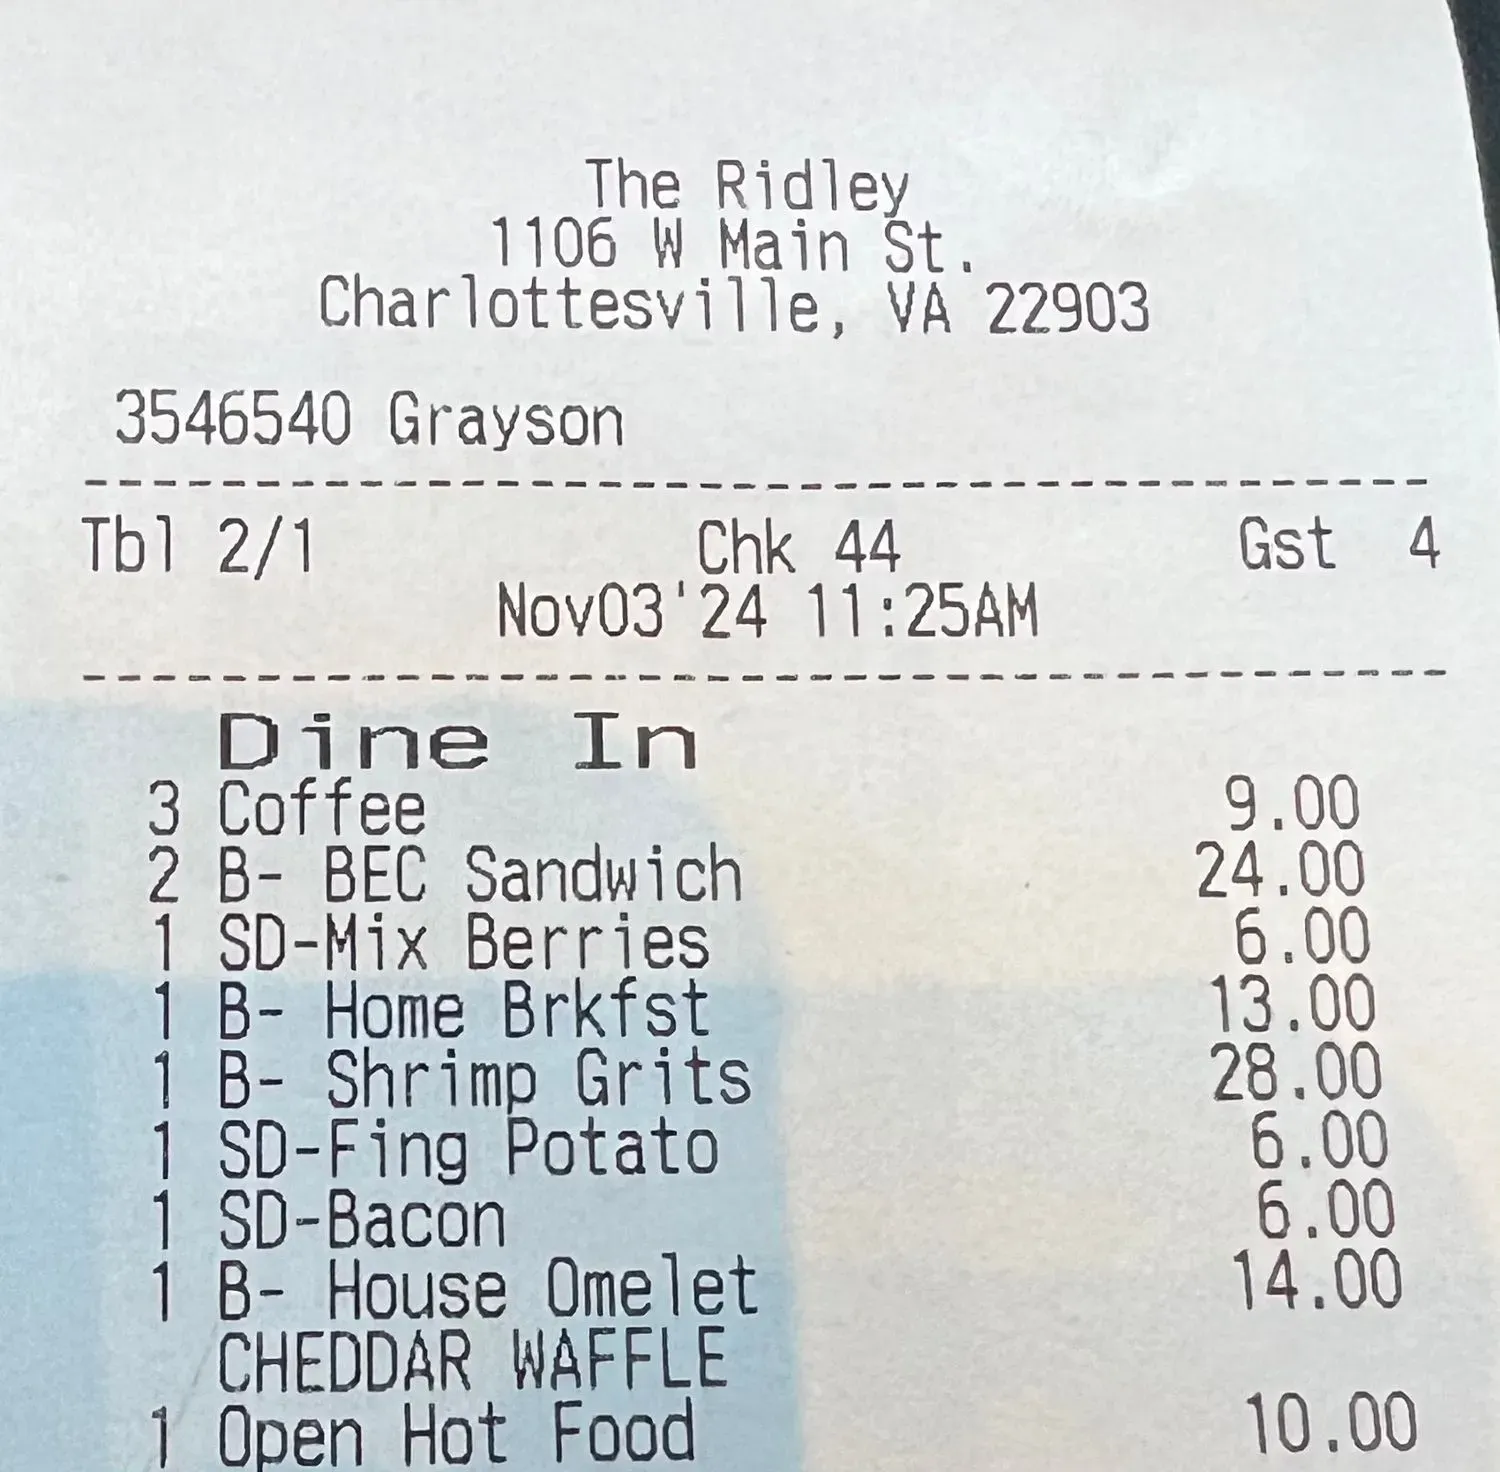 The Ridley
1106 W Main St.
Charlottesville, VA 22903
3546540 Grayson
----------------------------------------
Tbl 2/1 Chk 44 Gst 4
Nov03'24 11:25AM
----------------------------------------
Dine In
3 Coffee 9.00
2 B- BEC Sandwich 24.00
1 SD-Mix Berries 6.00
1 B- Home Brkfst 13.00
1 B- Shrimp Grits 28.00
1 SD-Fing Potato 6.00
1 SD-Bacon 6.00
1 B- House Omelet 14.00
CHEDDAR WAFFLE
1 Open Hot Food 10.00